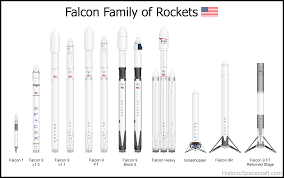 Falcon Family of Rockets
Falcon 1
Falcon 9 v1.0
Falcon 9 v1.1
Falcon 9 FT
Falcon 9 Block 5
Falcon Heavy
Grasshopper
Falcon 9R
Falcon 9 FT Returned Stage
HistoricSpacecraft.com